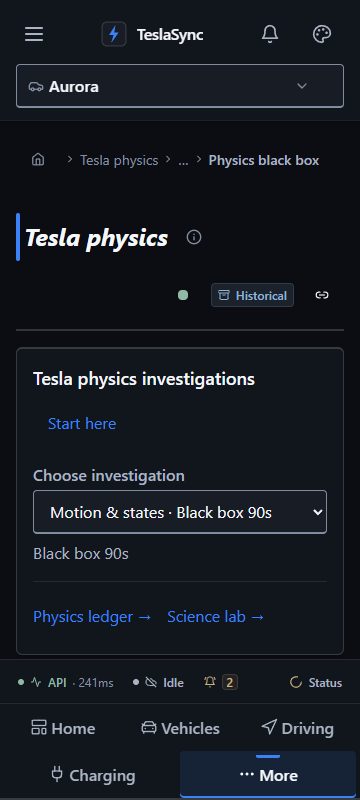 TeslaSync
Aurora
Tesla physics ... Physics black box
Tesla physics
Historical
Tesla physics investigations
Start here
Choose investigation
Motion & states · Black box 90s
Black box 90s
Physics ledger → Science lab →
API · 241ms Idle 2 Status
Home Vehicles Driving
Charging More